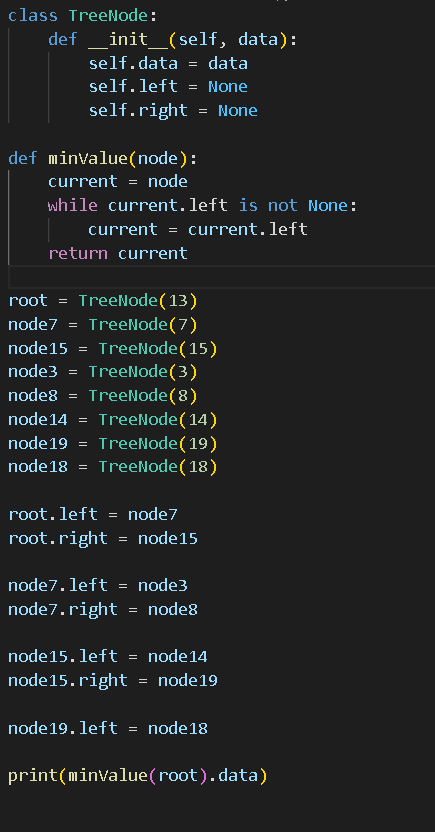 class TreeNode:
    def __init__(self, data):
        self.data = data
        self.left = None
        self.right = None
def minValue(node):
    current = node
    while current.left is not None:
        current = current.left
    return current
root = TreeNode(13)
node7 = TreeNode(7)
node15 = TreeNode(15)
node3 = TreeNode(3)
node8 = TreeNode(8)
node14 = TreeNode(14)
node19 = TreeNode(19)
node18 = TreeNode(18)
root.left = node7
root.right = node15
node7.left = node3
node7.right = node8
node15.left = node14
node15.right = node19
node19.left = node18
print(minValue(root).data)